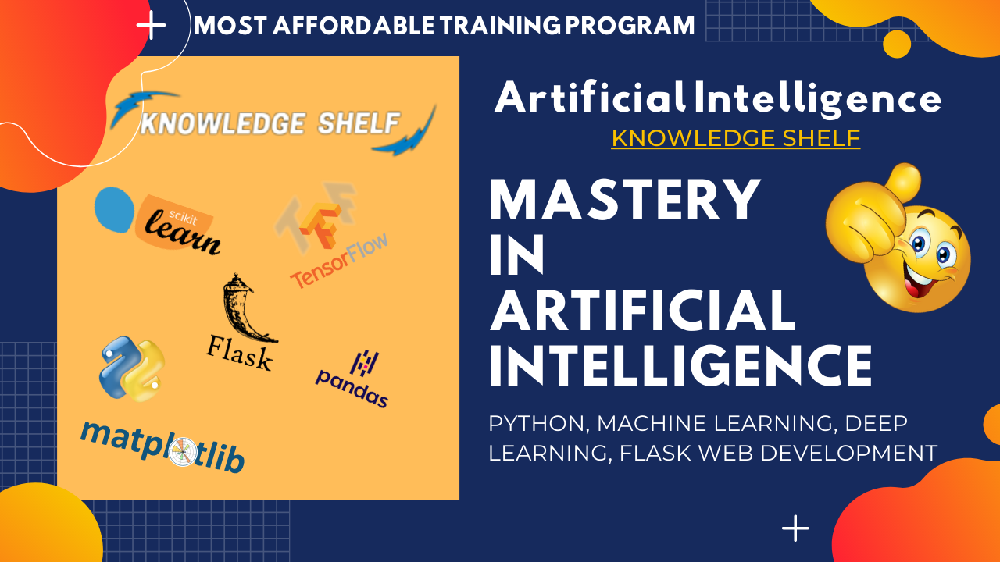 MOST AFFORDABLE TRAINING PROGRAM
KNOWLEDGE SHELF
scikit
learn
TensorFlow
Flask
pandas
matplotlib
Artificial Intelligence
KNOWLEDGE SHELF
MASTERY
IN
ARTIFICIAL
INTELLIGENCE
PYTHON, MACHINE LEARNING, DEEP
LEARNING, FLASK WEB DEVELOPMENT